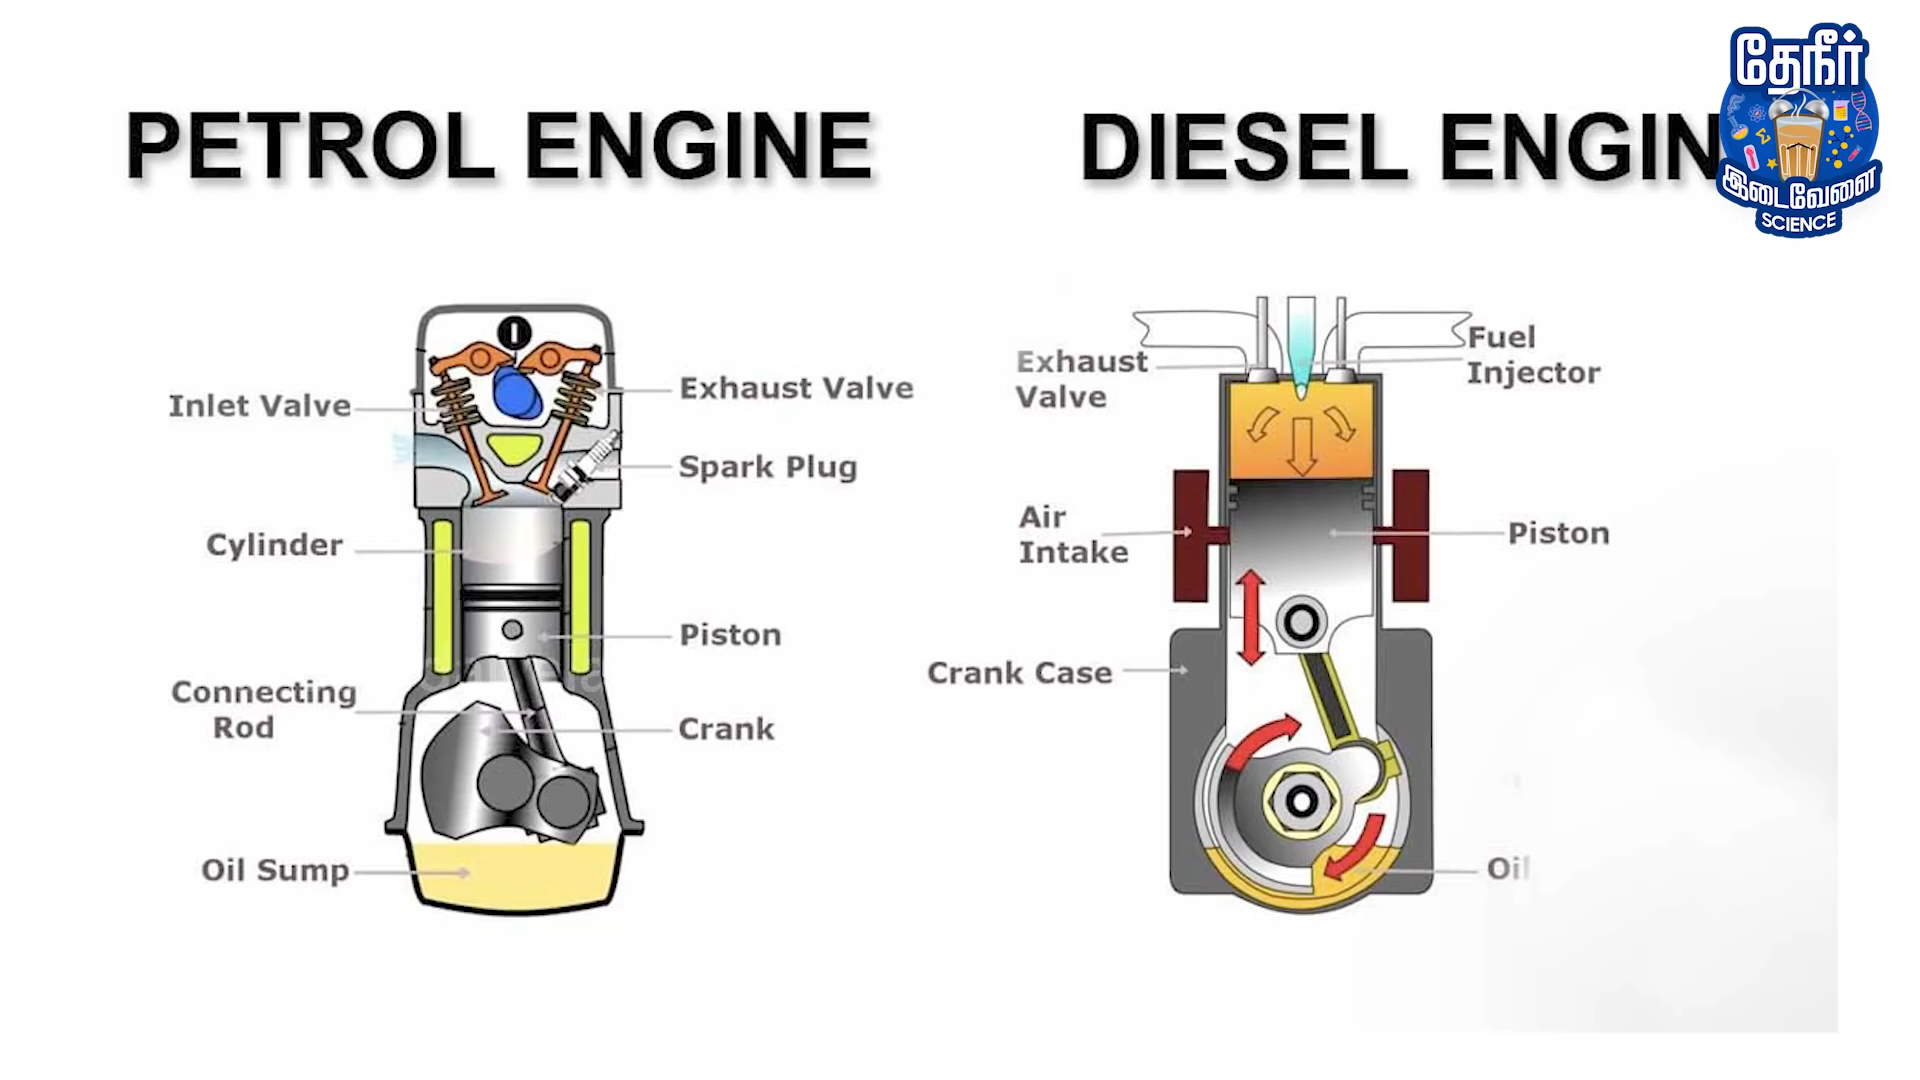 PETROL ENGINE
DIESEL ENGIN
தேநீர்
இடைவேளை
SCIENCE
Inlet Valve
Exhaust Valve
Spark Plug
Cylinder
Piston
Connecting
Rod
Crank
Oil Sump
Exhaust
Valve
Fuel
Injector
Air
Intake
Piston
Crank Case
Oil